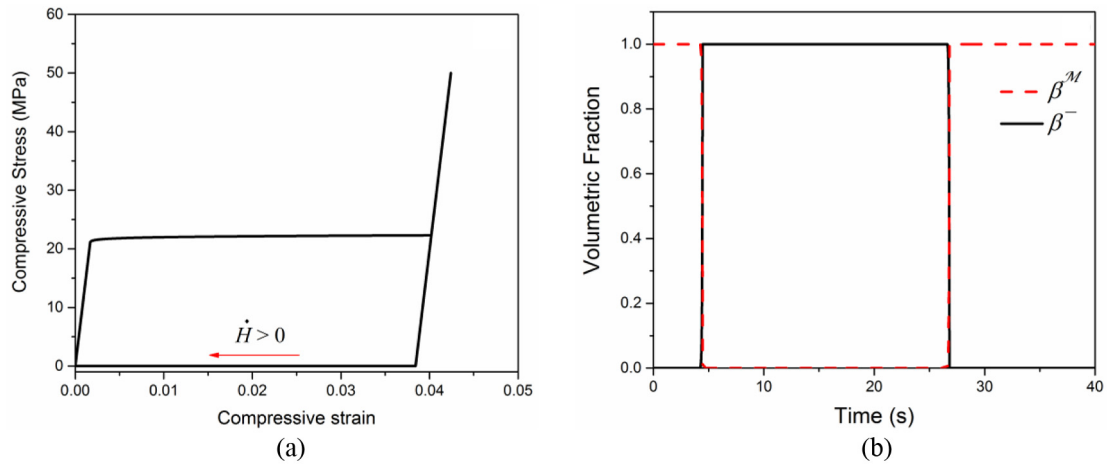 60
50
40
30
20
10
0
Compressive Stress (MPa)
Ḣ > 0
0.00 0.01 0.02 0.03 0.04 0.05
Compressive strain
(a)
1.0
0.8
0.6
0.4
0.2
0.0
Volumetric Fraction
β^ℳ
β^−
0 10 20 30 40
Time (s)
(b)